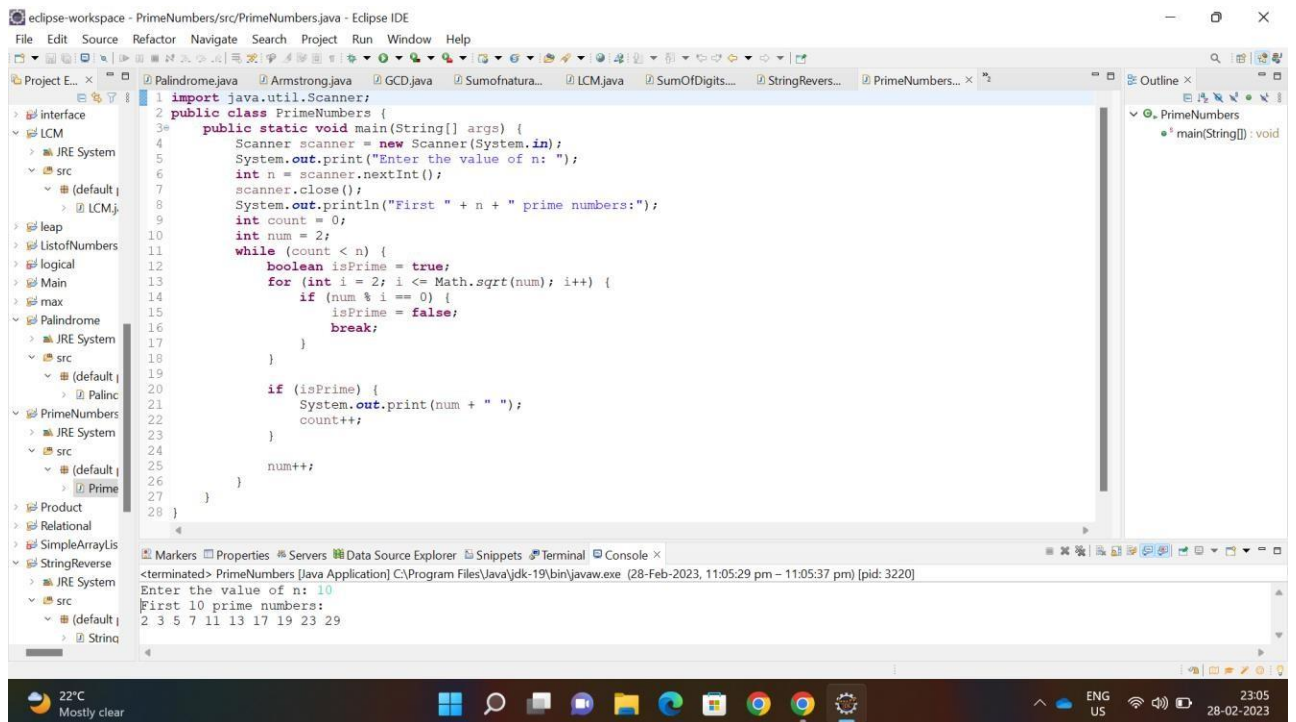 eclipse-workspace - PrimeNumbers/src/PrimeNumbers.java - Eclipse IDE
File Edit Source Refactor Navigate Search Project Run Window Help
Project E...
Palindrome.java Armstrong.java GCD.java Sumofnatura... LCM.java SumOfDigits.... StringRevers... PrimeNumbers... 2
Outline
interface
LCM
JRE System
src
(default p
LCM.j
leap
ListofNumbers
logical
Main
max
Palindrome
JRE System
src
(default p
Palinc
PrimeNumbers
JRE System
src
(default p
Prime
Product
Relational
SimpleArrayLis
StringReverse
JRE System
src
(default p
String
1 import java.util.Scanner;
2 public class PrimeNumbers {
3 public static void main(String[] args) {
4 Scanner scanner = new Scanner(System.in);
5 System.out.print("Enter the value of n: ");
6 int n = scanner.nextInt();
7 scanner.close();
8 System.out.println("First " + n + " prime numbers:");
9 int count = 0;
10 int num = 2;
11 while (count < n) {
12 boolean isPrime = true;
13 for (int i = 2; i <= Math.sqrt(num); i++) {
14 if (num % i == 0) {
15 isPrime = false;
16 break;
17 }
18 }
19
20 if (isPrime) {
21 System.out.print(num + " ");
22 count++;
23 }
24
25 num++;
26 }
27 }
28 }
PrimeNumbers
main(String[]) : void
Markers Properties Servers Data Source Explorer Snippets Terminal Console
<terminated> PrimeNumbers [Java Application] C:\Program Files\Java\jdk-19\bin\javaw.exe (28-Feb-2023, 11:05:29 pm – 11:05:37 pm) [pid: 3220]
Enter the value of n: 10
First 10 prime numbers:
2 3 5 7 11 13 17 19 23 29
22°C
Mostly clear
ENG
US
23:05
28-02-2023